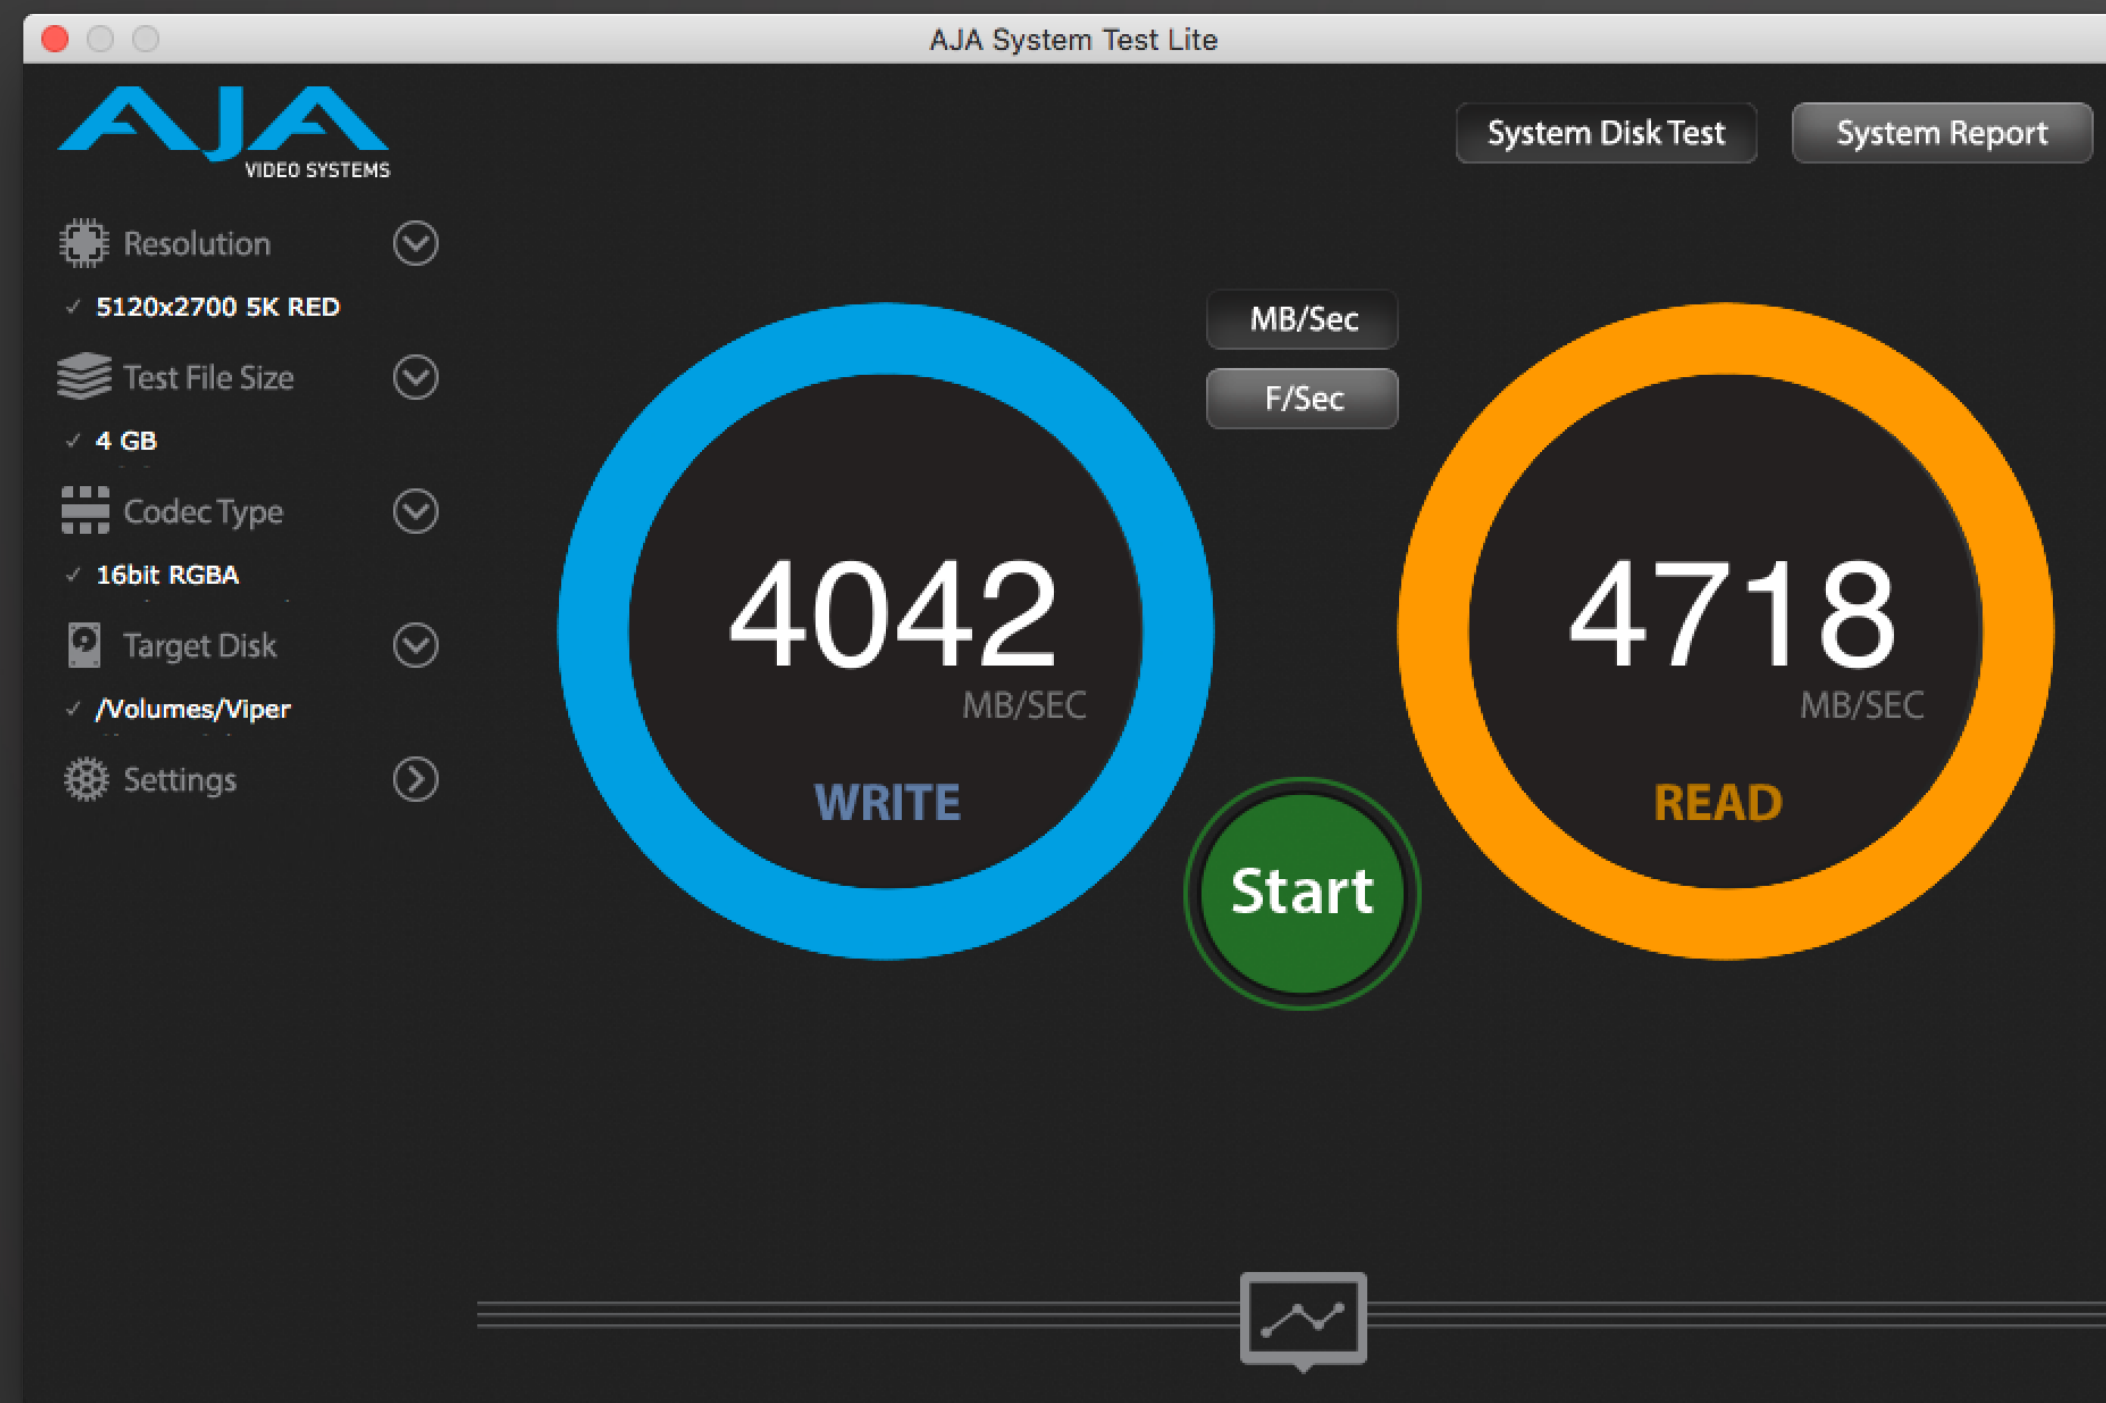 AJA System Test Lite
AJA
VIDEO SYSTEMS
System Disk Test
System Report
Resolution
5120x2700 5K RED
Test File Size
4 GB
Codec Type
16bit RGBA
Target Disk
/Volumes/Viper
Settings
MB/Sec
F/Sec
4042
MB/SEC
WRITE
4718
MB/SEC
READ
Start